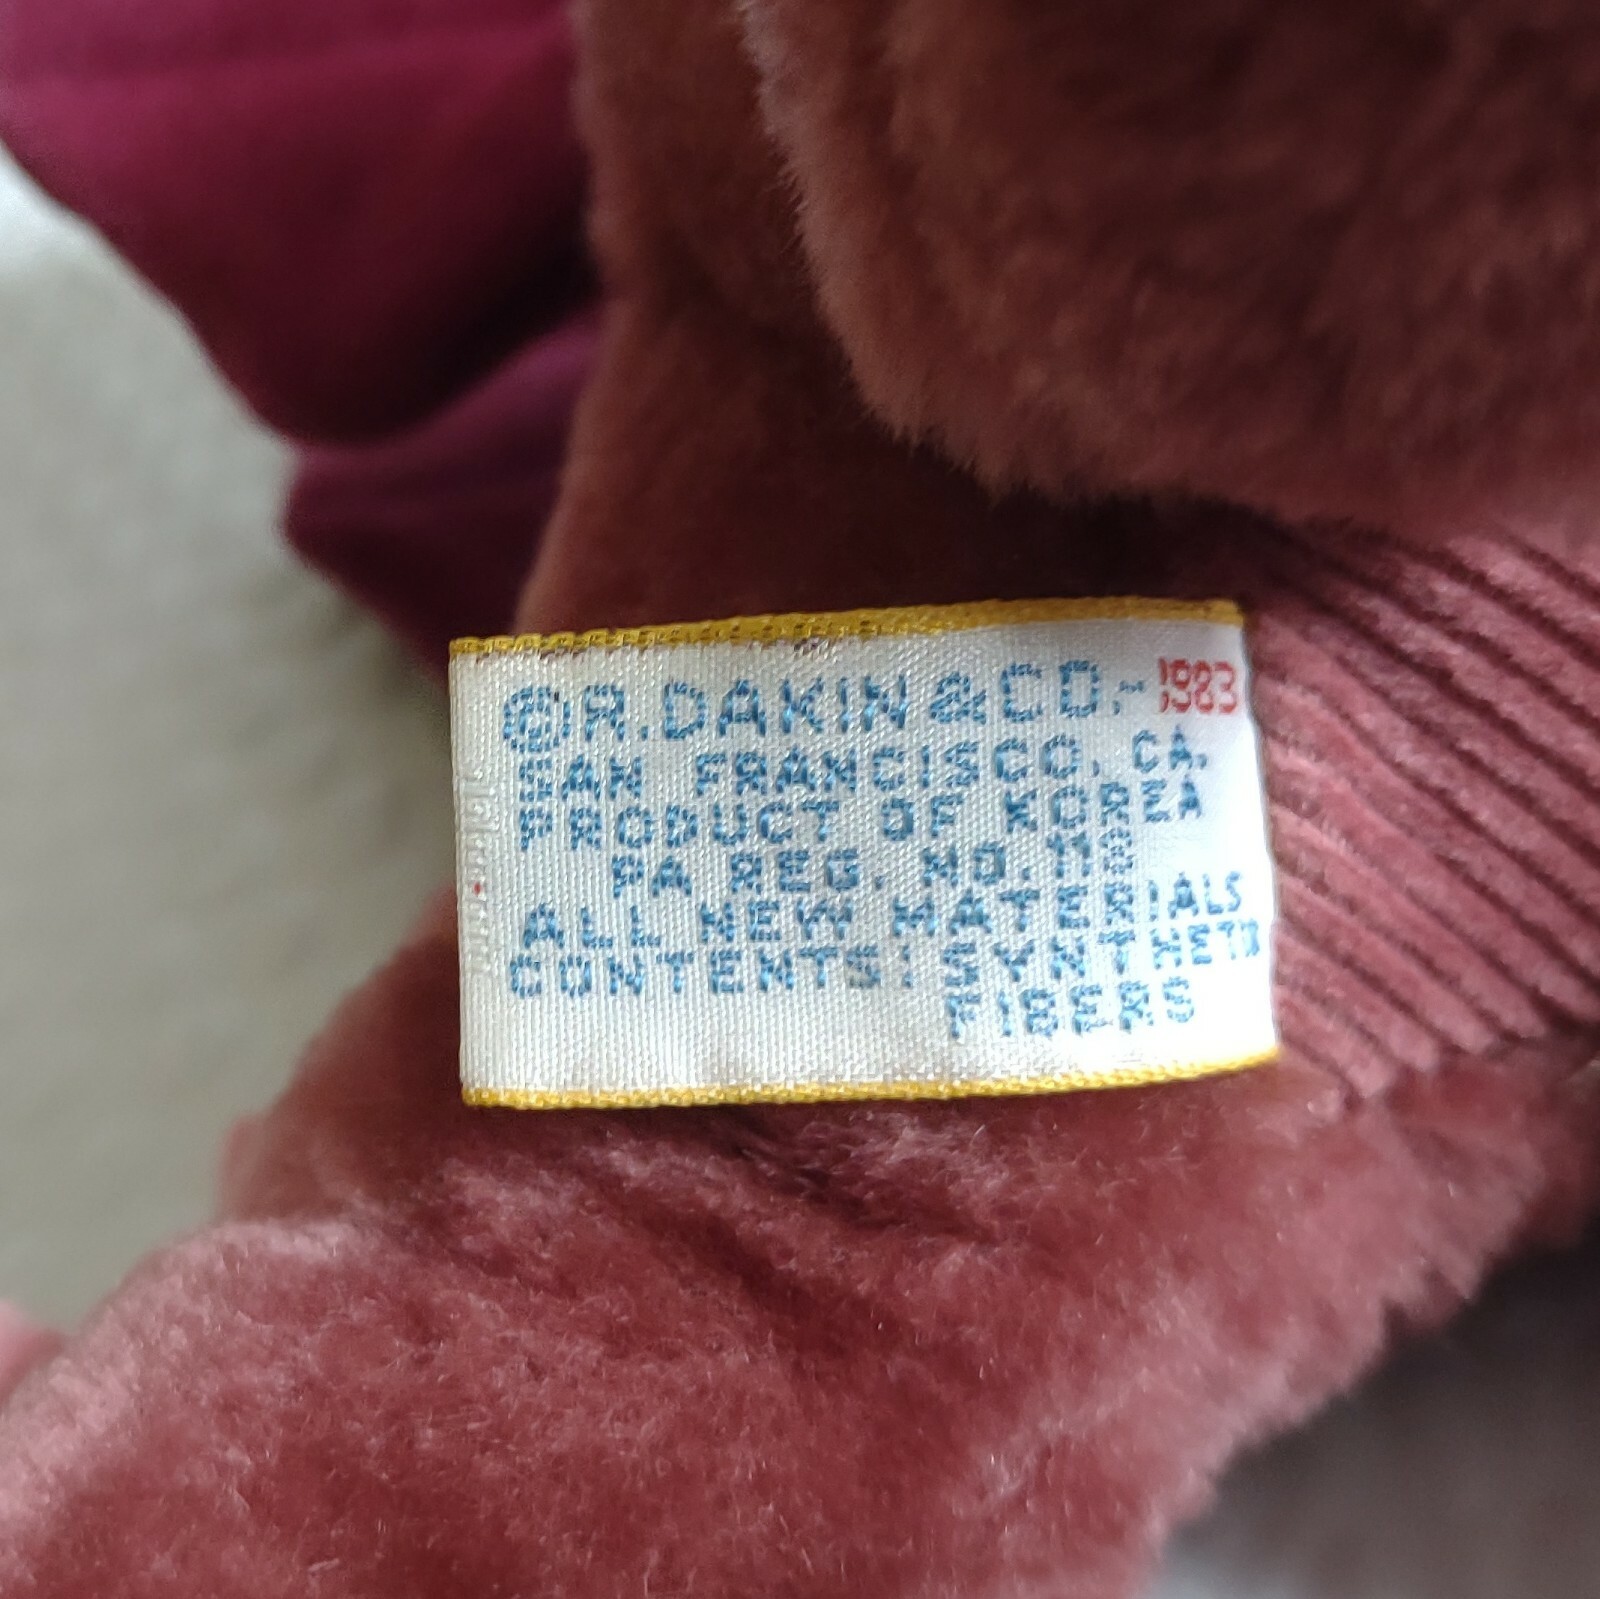 © R. DAKIN & CO. - 1983
SAN FRANCISCO, CA.
PRODUCT OF KOREA
PA REG. NO. 118
ALL NEW MATERIALS
CONTENTS: SYNTHETIC
FIBERS